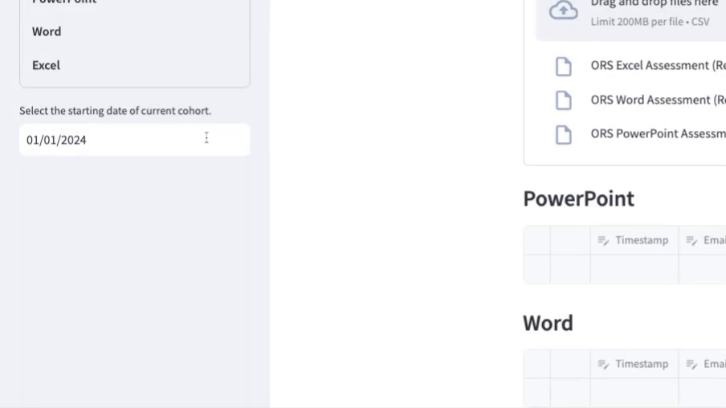 PowerPoint
Word
Excel
Select the starting date of current cohort.
01/01/2024
Drag and drop files here
Limit 200MB per file • CSV
ORS Excel Assessment (Re
ORS Word Assessment (Re
ORS PowerPoint Assessm
PowerPoint
Timestamp Emai
Word
Timestamp Emai